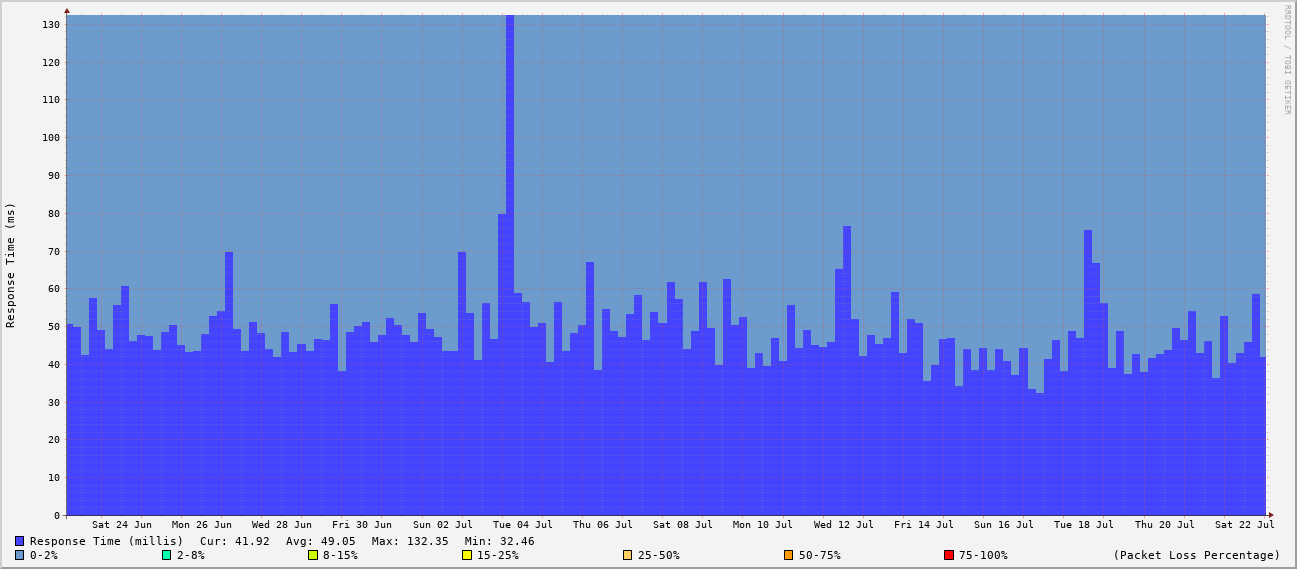 RRDTOOL / TOBI OETIKER
Response Time (ms)
130
120
110
100
90
80
70
60
50
40
30
20
10
0
Sat 24 Jun Mon 26 Jun Wed 28 Jun Fri 30 Jun Sun 02 Jul Tue 04 Jul Thu 06 Jul Sat 08 Jul Mon 10 Jul Wed 12 Jul Fri 14 Jul Sun 16 Jul Tue 18 Jul Thu 20 Jul Sat 22 Jul
Response Time (millis) Cur: 41.92 Avg: 49.05 Max: 132.35 Min: 32.46
0-2% 2-8% 8-15% 15-25% 25-50% 50-75% 75-100% (Packet Loss Percentage)